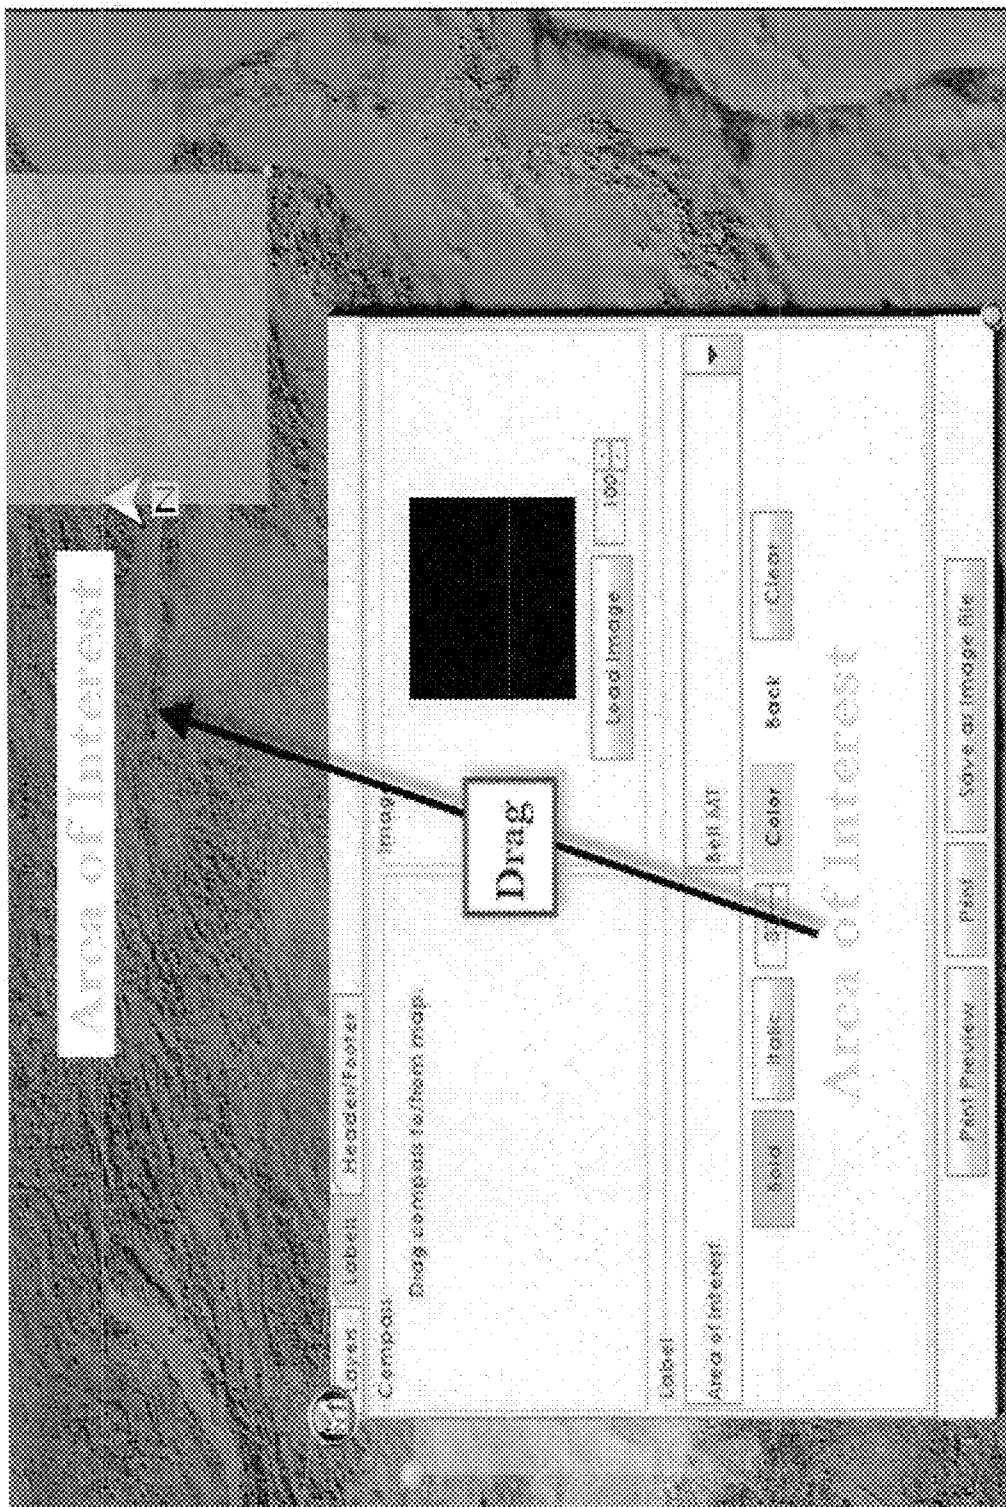 Area of Interest
N
Layers Labels Header/Footer
Compass
Drag compass to/from map:
Image
Drag
Load Image
100
Label
Area of Interest
Bell MT
Bold
Italic
Color
Back
Clear
Area of Interest
Print Preview
Print
Save as Image File